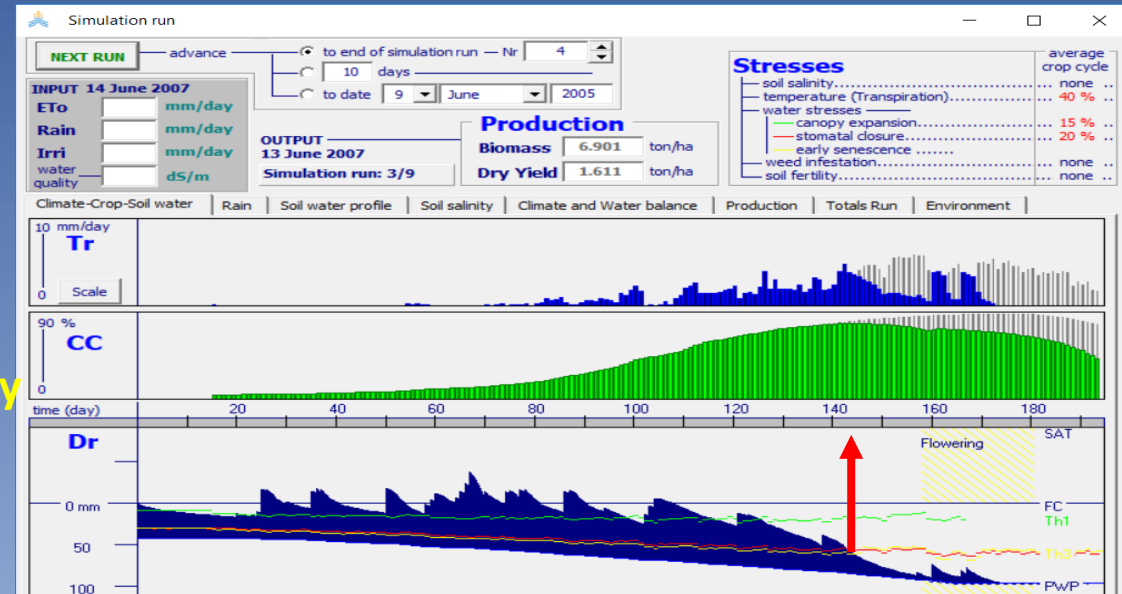 Simulation run
NEXT RUN
advance
to end of simulation run — Nr 4
10 days
to date 9 June 2005
INPUT 14 June 2007
ETo mm/day
Rain mm/day
Irri mm/day
water quality dS/m
OUTPUT
13 June 2007
Simulation run: 3/9
Production
Biomass 6.901 ton/ha
Dry Yield 1.611 ton/ha
Stresses
average crop cycle
soil salinity none ..
temperature (Transpiration) 40 % ..
water stresses
canopy expansion 15 % ..
stomatal closure 20 % ..
early senescence .......
weed infestation none ..
soil fertility none ..
Climate-Crop-Soil water Rain Soil water profile Soil salinity Climate and Water balance Production Totals Run Environment
10 mm/day
Tr
0 Scale
90 %
CC
y
0
time (day) 20 40 60 80 100 120 140 160 180
Dr
Flowering
SAT
0 mm
FC
Th1
50
Th3
100
PWP